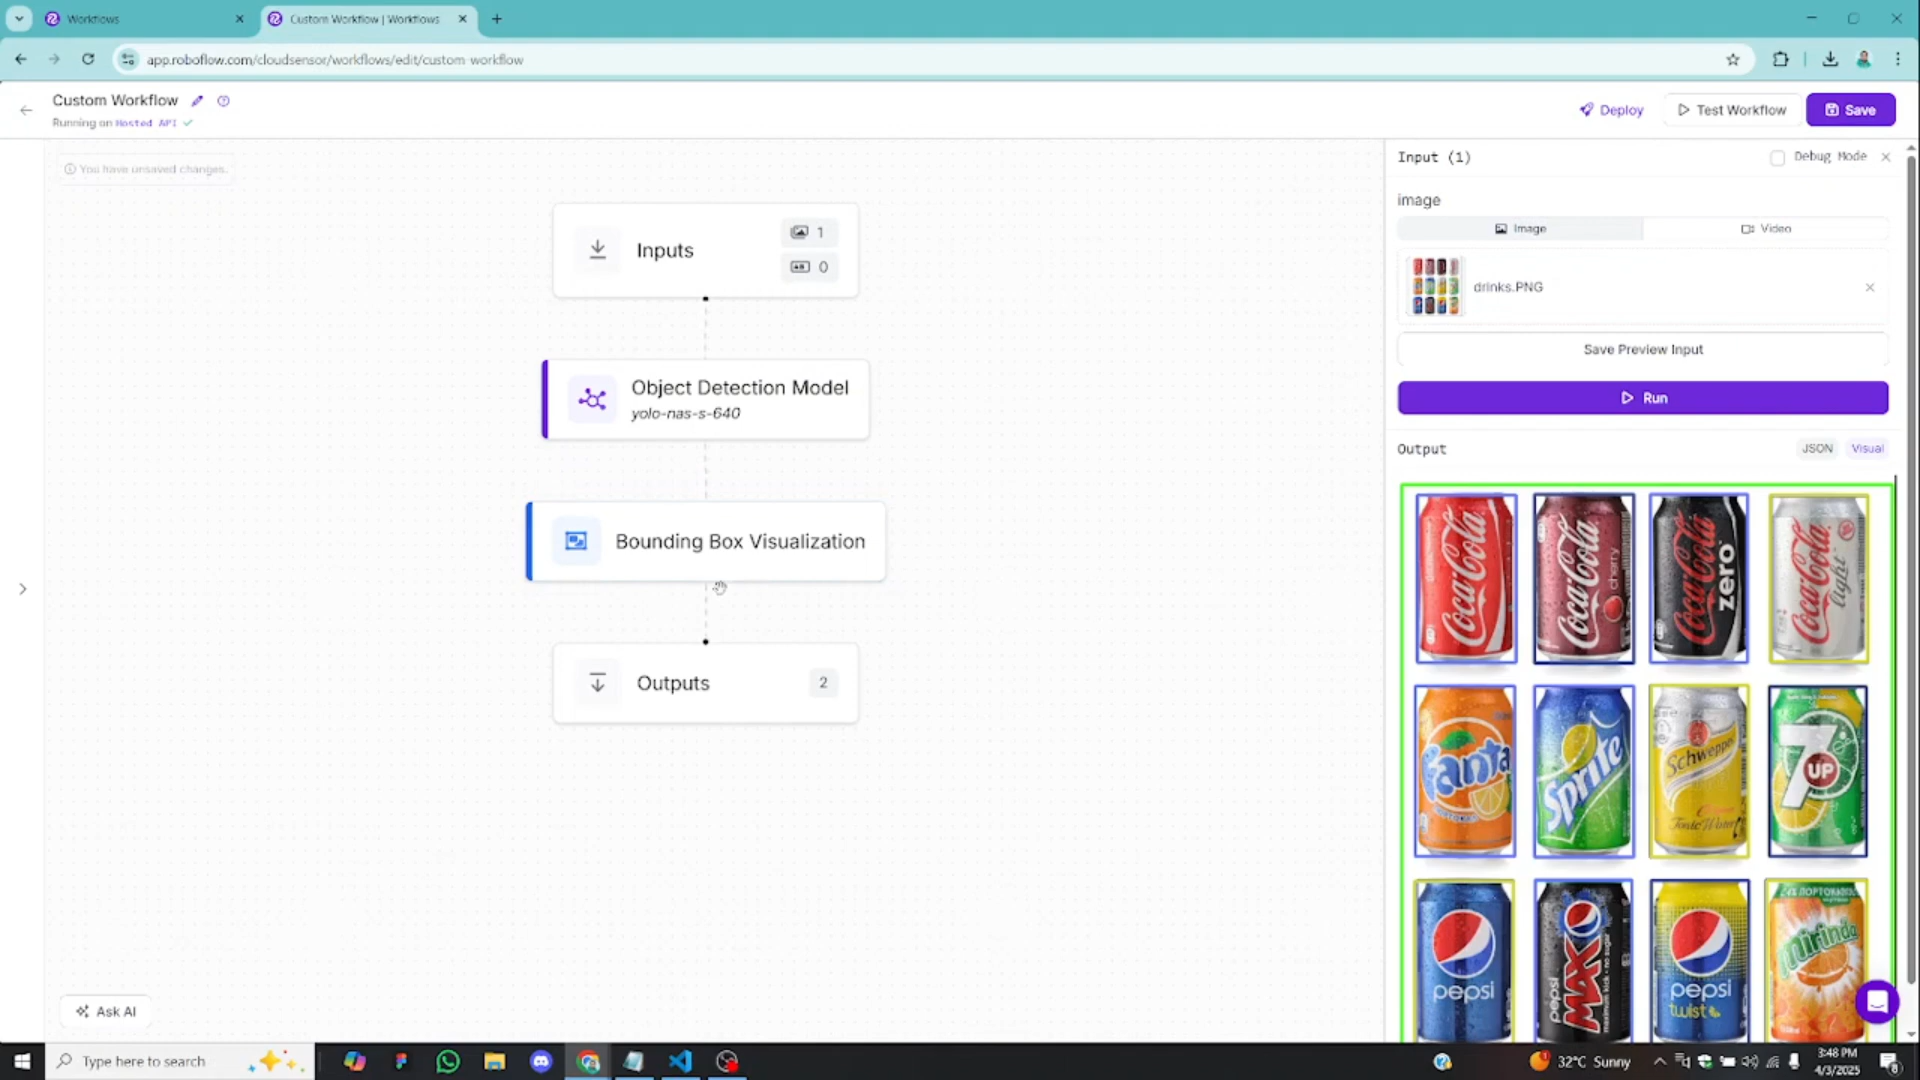 Workflows
Custom Workflow | Workflows
app.roboflow.com/cloudsensor/workflows/edit/custom-workflow
Custom Workflow
Running on Hosted API
Deploy
Test Workflow
Save
You have unsaved changes.
Inputs
1
0
Object Detection Model
yolo-nas-s-640
Bounding Box Visualization
Outputs
2
Ask AI
Input (1)
Debug Mode
image
Image
Video
drinks.PNG
Save Preview Input
Run
Output
JSON
Visual
Coca-Cola
Coca-Cola
cherry
Coca-Cola
zero
Coca-Cola
light
Fanta
Sprite
Schweppes
Tonic Water
7
UP
pepsi
pepsi
MAX
pepsi
twist
mirinda
Type here to search
32°C Sunny
3:48 PM
4/3/2025
8